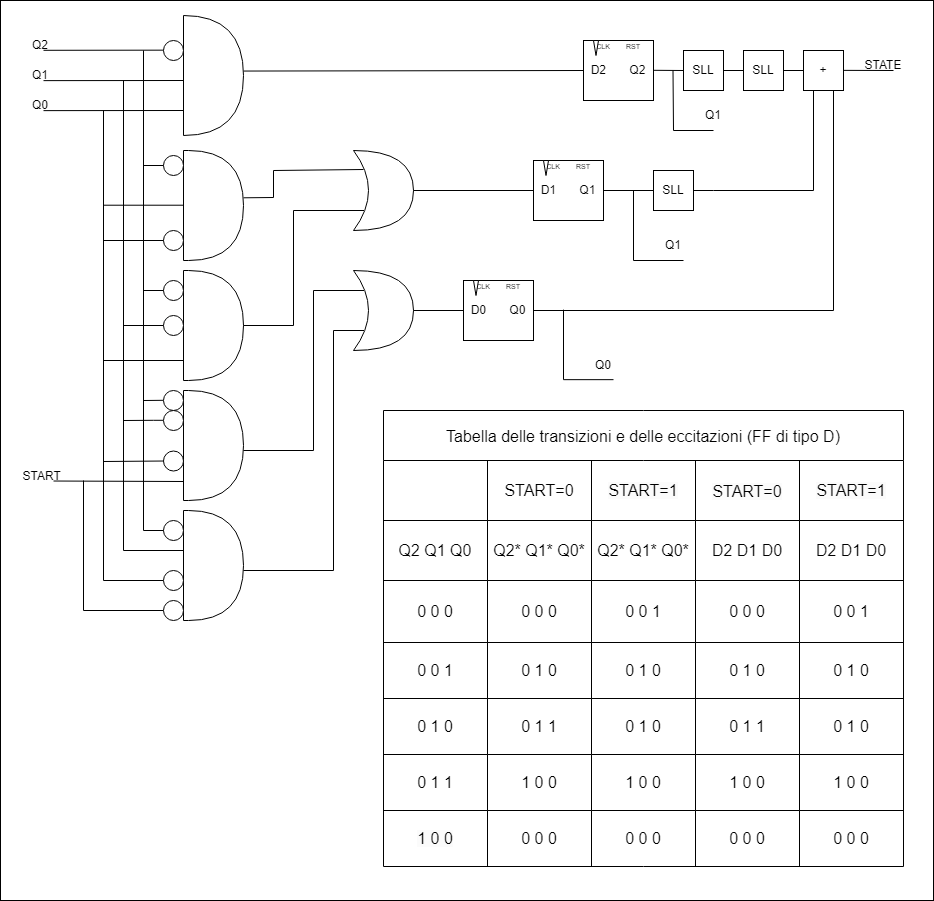 Q2
Q1
Q0
START
CLK RST
D2 Q2
SLL
SLL
+
STATE
Q1
CLK RST
D1 Q1
SLL
Q1
CLK RST
D0 Q0
Q0
Tabella delle transizioni e delle eccitazioni (FF di tipo D)
START=0 START=1 START=0 START=1
Q2 Q1 Q0 Q2* Q1* Q0* Q2* Q1* Q0* D2 D1 D0 D2 D1 D0
0 0 0 0 0 0 0 0 1 0 0 0 0 0 1
0 0 1 0 1 0 0 1 0 0 1 0 0 1 0
0 1 0 0 1 1 0 1 0 0 1 1 0 1 0
0 1 1 1 0 0 1 0 0 1 0 0 1 0 0
1 0 0 0 0 0 0 0 0 0 0 0 0 0 0